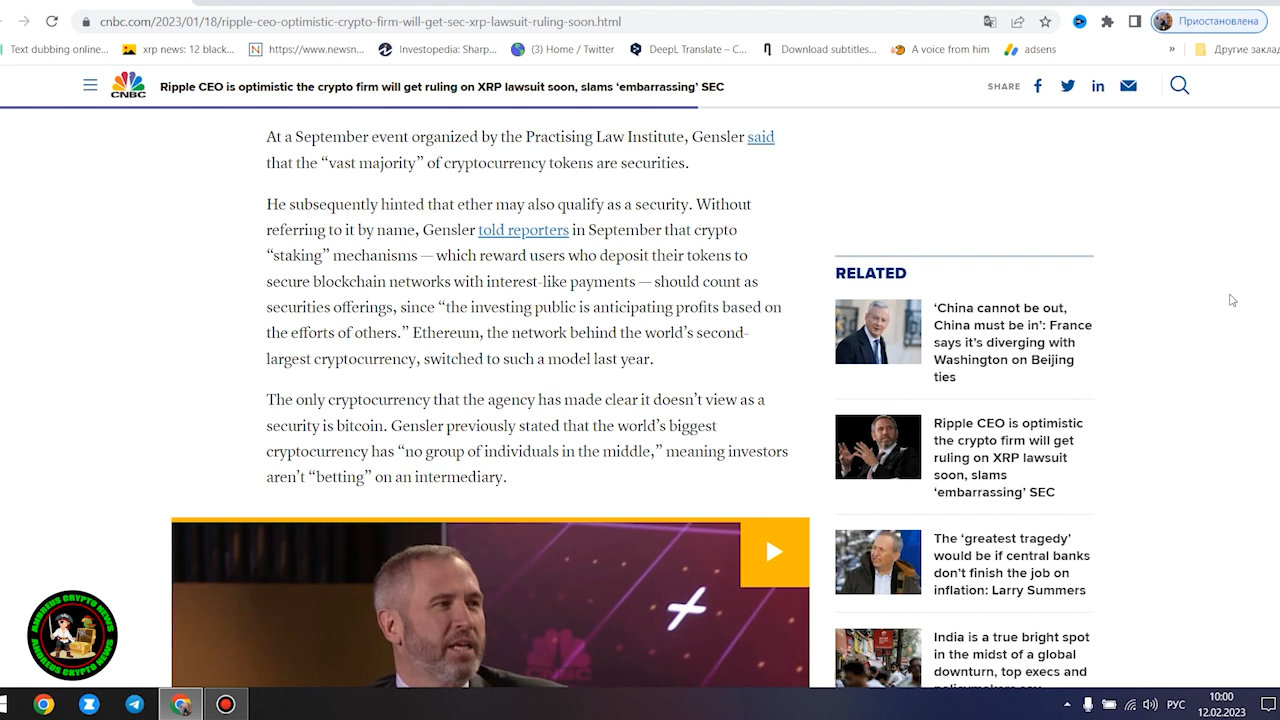 cnbc.com/2023/01/18/ripple-ceo-optimistic-crypto-firm-will-get-sec-xrp-lawsuit-ruling-soon.html
Приостановлена
Text dubbing online...
xrp news: 12 black...
https://www.newsn...
Investopedia: Sharp...
(3) Home / Twitter
DeepL Translate – C...
Download subtitles...
A voice from him
adsens
»
Другие закла
CNBC
Ripple CEO is optimistic the crypto firm will get ruling on XRP lawsuit soon, slams ‘embarrassing’ SEC
SHARE
At a September event organized by the Practising Law Institute, Gensler said
that the “vast majority” of cryptocurrency tokens are securities.
He subsequently hinted that ether may also qualify as a security. Without
referring to it by name, Gensler told reporters in September that crypto
“staking” mechanisms — which reward users who deposit their tokens to
secure blockchain networks with interest-like payments — should count as
securities offerings, since “the investing public is anticipating profits based on
the efforts of others.” Ethereum, the network behind the world’s second-
largest cryptocurrency, switched to such a model last year.
The only cryptocurrency that the agency has made clear it doesn’t view as a
security is bitcoin. Gensler previously stated that the world’s biggest
cryptocurrency has “no group of individuals in the middle,” meaning investors
aren’t “betting” on an intermediary.
RELATED
‘China cannot be out,
China must be in’: France
says it’s diverging with
Washington on Beijing
ties
Ripple CEO is optimistic
the crypto firm will get
ruling on XRP lawsuit
soon, slams
‘embarrassing’ SEC
The ‘greatest tragedy’
would be if central banks
don’t finish the job on
inflation: Larry Summers
India is a true bright spot
in the midst of a global
downturn, top execs and
ANDREUS CRYPTO NEWS
ANDREUS CRYPTO NEWS
РУС
10:00
12.02.2023